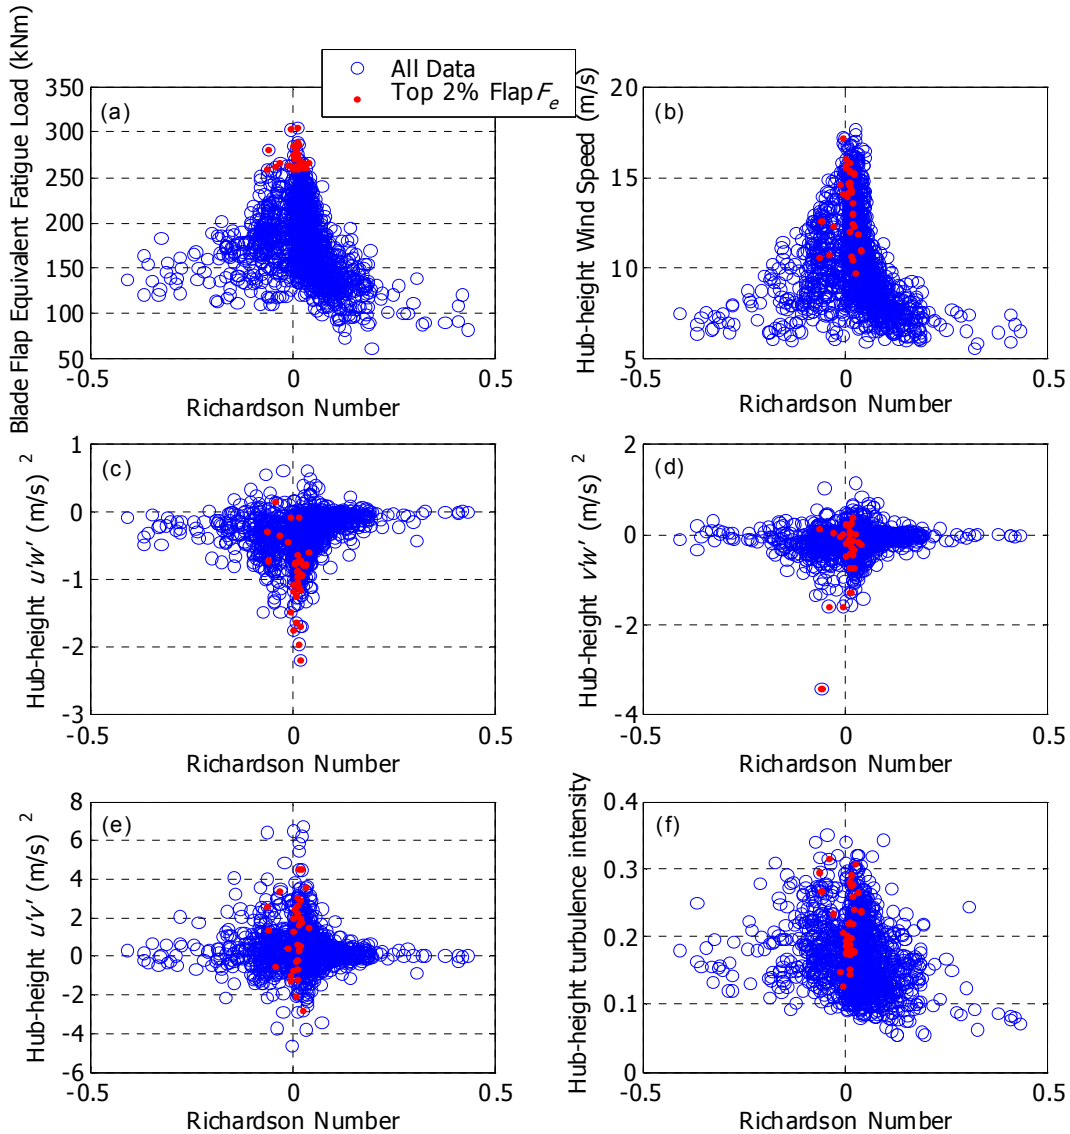 All Data
Top 2% Flap Fe
Blade Flap Equivalent Fatigue Load (kNm)
350
300
250
200
150
100
50
(a)
-0.5
0
0.5
Richardson Number
Hub-height Wind Speed (m/s)
20
15
10
5
(b)
-0.5
0
0.5
Richardson Number
Hub-height u'w' (m/s) 2
1
0
-1
-2
-3
(c)
-0.5
0
0.5
Richardson Number
Hub-height v'w' (m/s) 2
2
0
-2
-4
(d)
-0.5
0
0.5
Richardson Number
Hub-height u'v' (m/s) 2
8
6
4
2
0
-2
-4
-6
(e)
-0.5
0
0.5
Richardson Number
Hub-height turbulence intensity
0.4
0.3
0.2
0.1
0
(f)
-0.5
0
0.5
Richardson Number